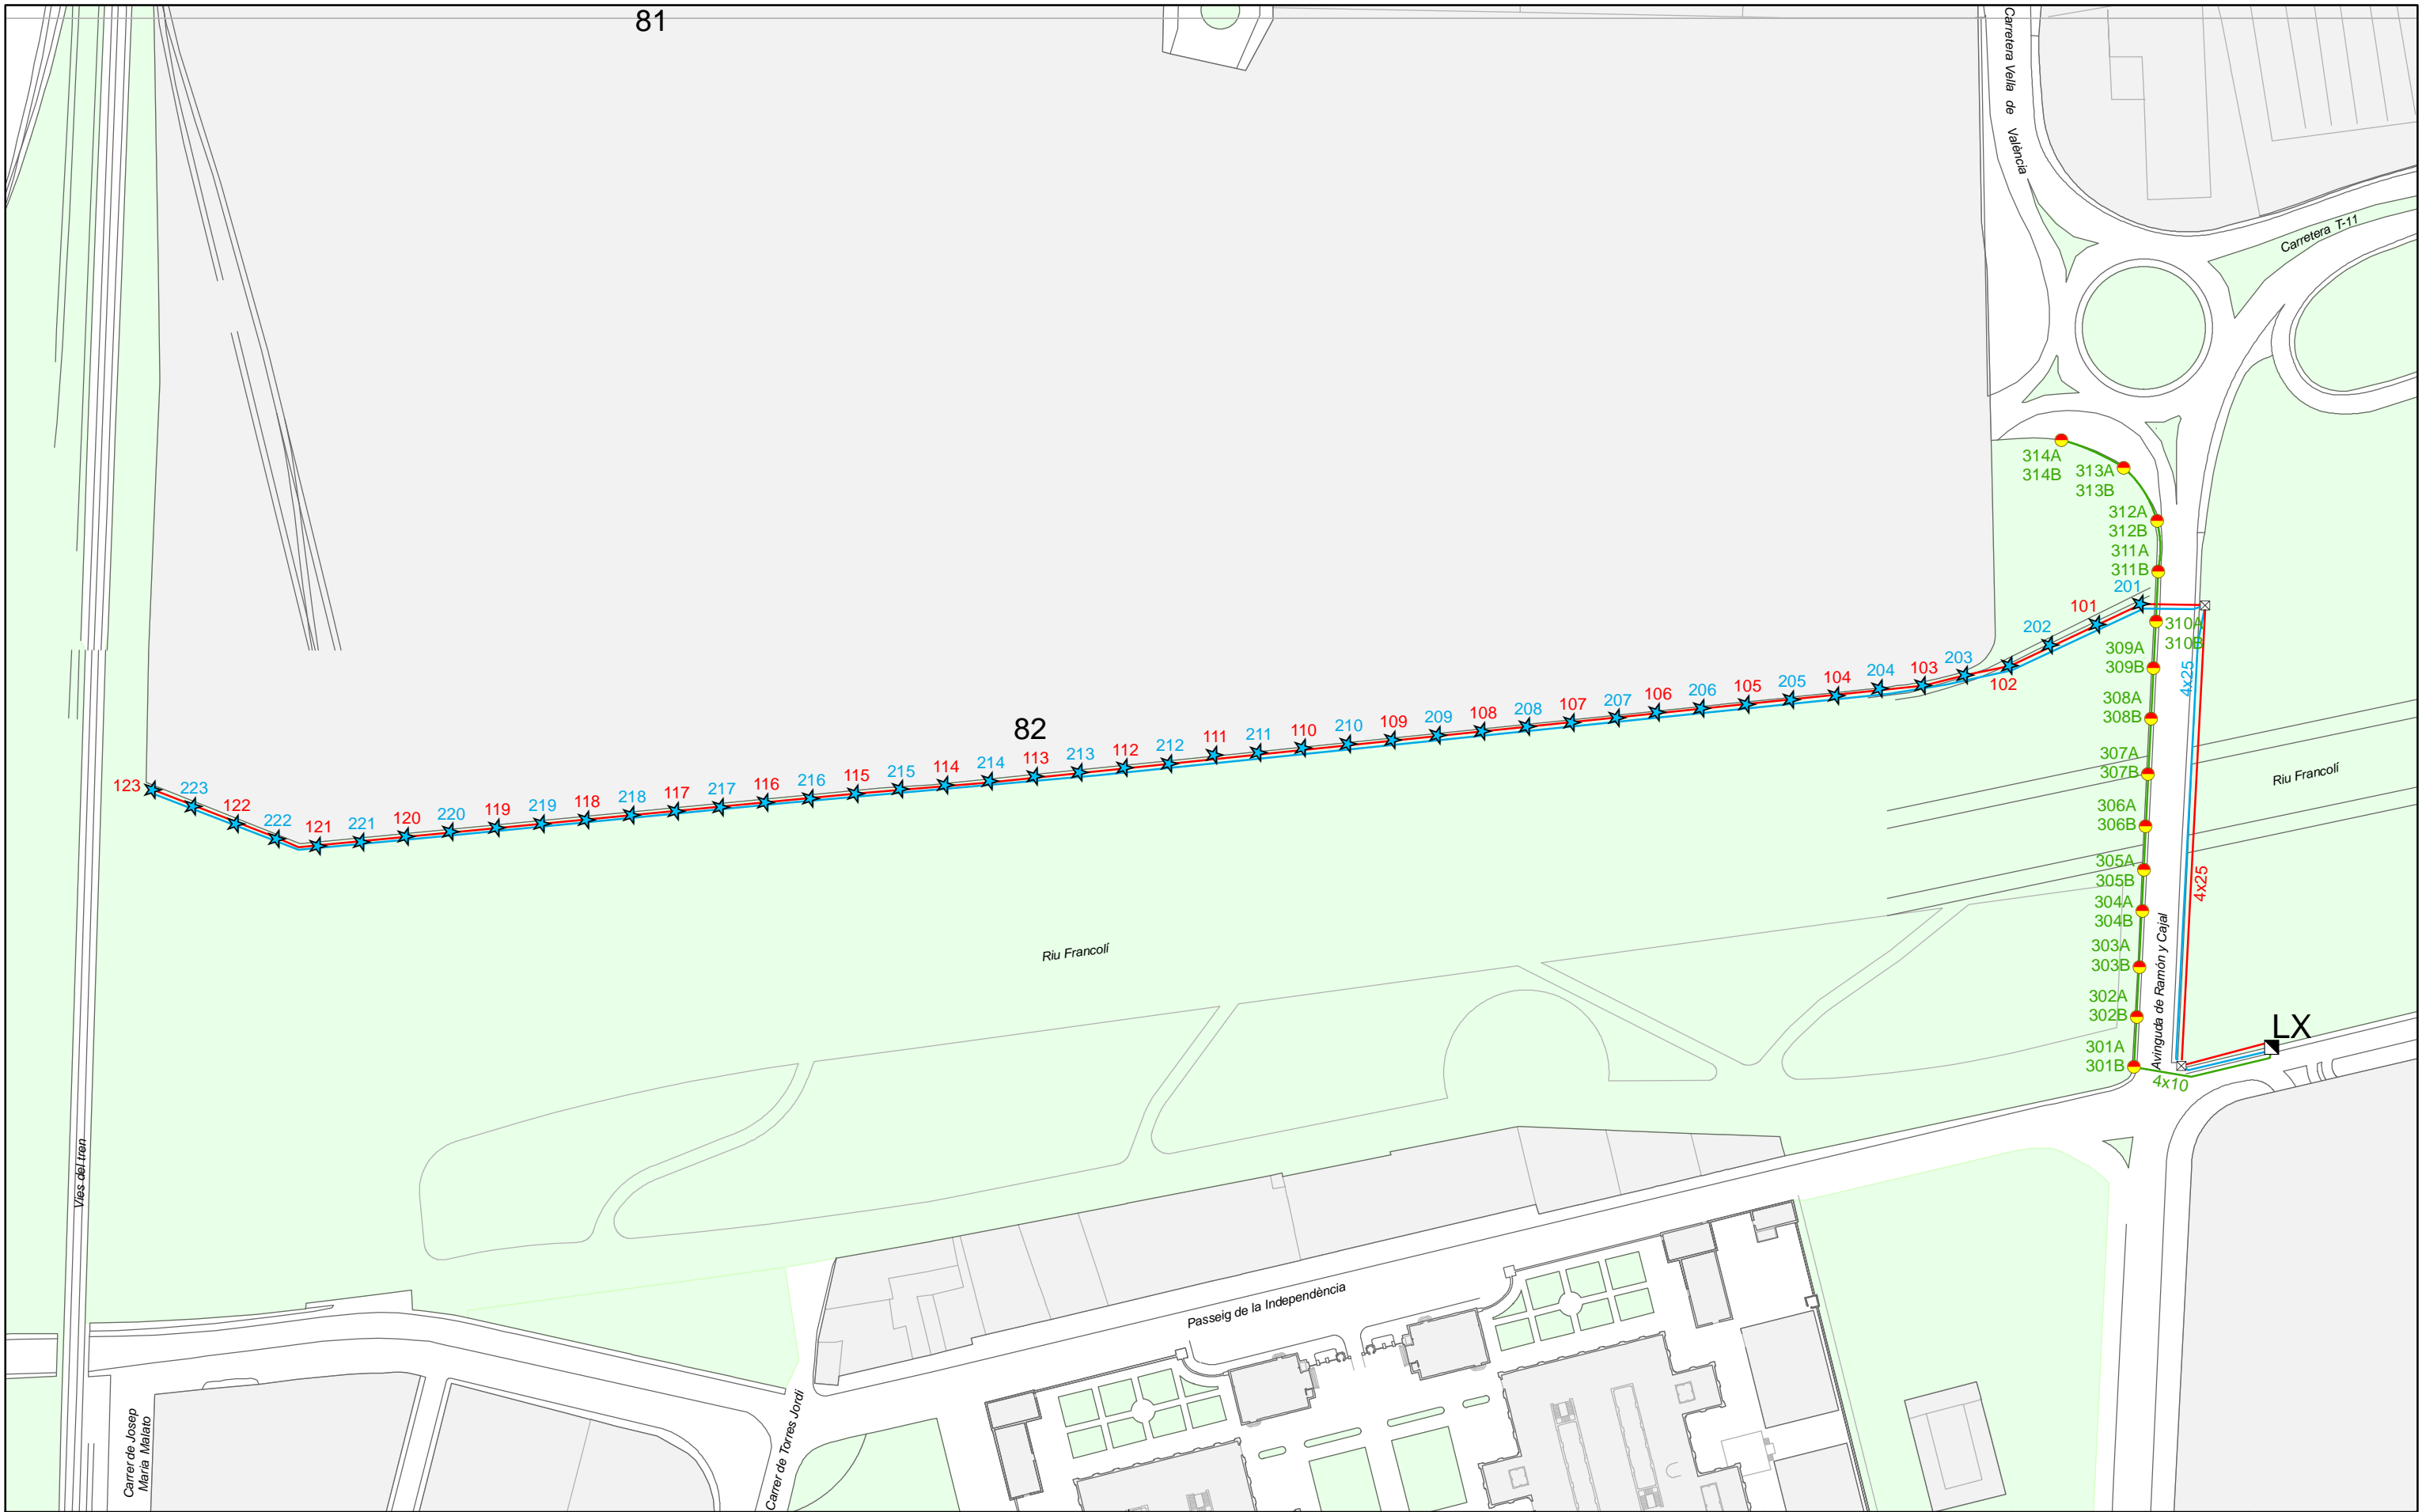 81
Carretera Vella de València
Carretera T-11
314A
314B
313A
313B
312A
312B
311A
311B
201
101
310A
310B
202
309A
309B
203
102
103
204
104
205
105
206
106
207
107
208
108
209
109
210
110
211
111
212
112
213
113
214
114
215
115
216
116
217
117
218
118
219
119
220
120
221
121
222
122
223
123
82
4x25
308A
308B
307A
307B
Riu Francolí
306A
306B
305A
305B
4x25
304A
304B
303A
303B
Riu Francolí
302A
302B
Avinguda de Ramón y Cajal
LX
301A
301B
4x10
Vies del tren
Passeig de la Independència
Carrer de Torres Jordi
Carrer de Josep
Maria Malato